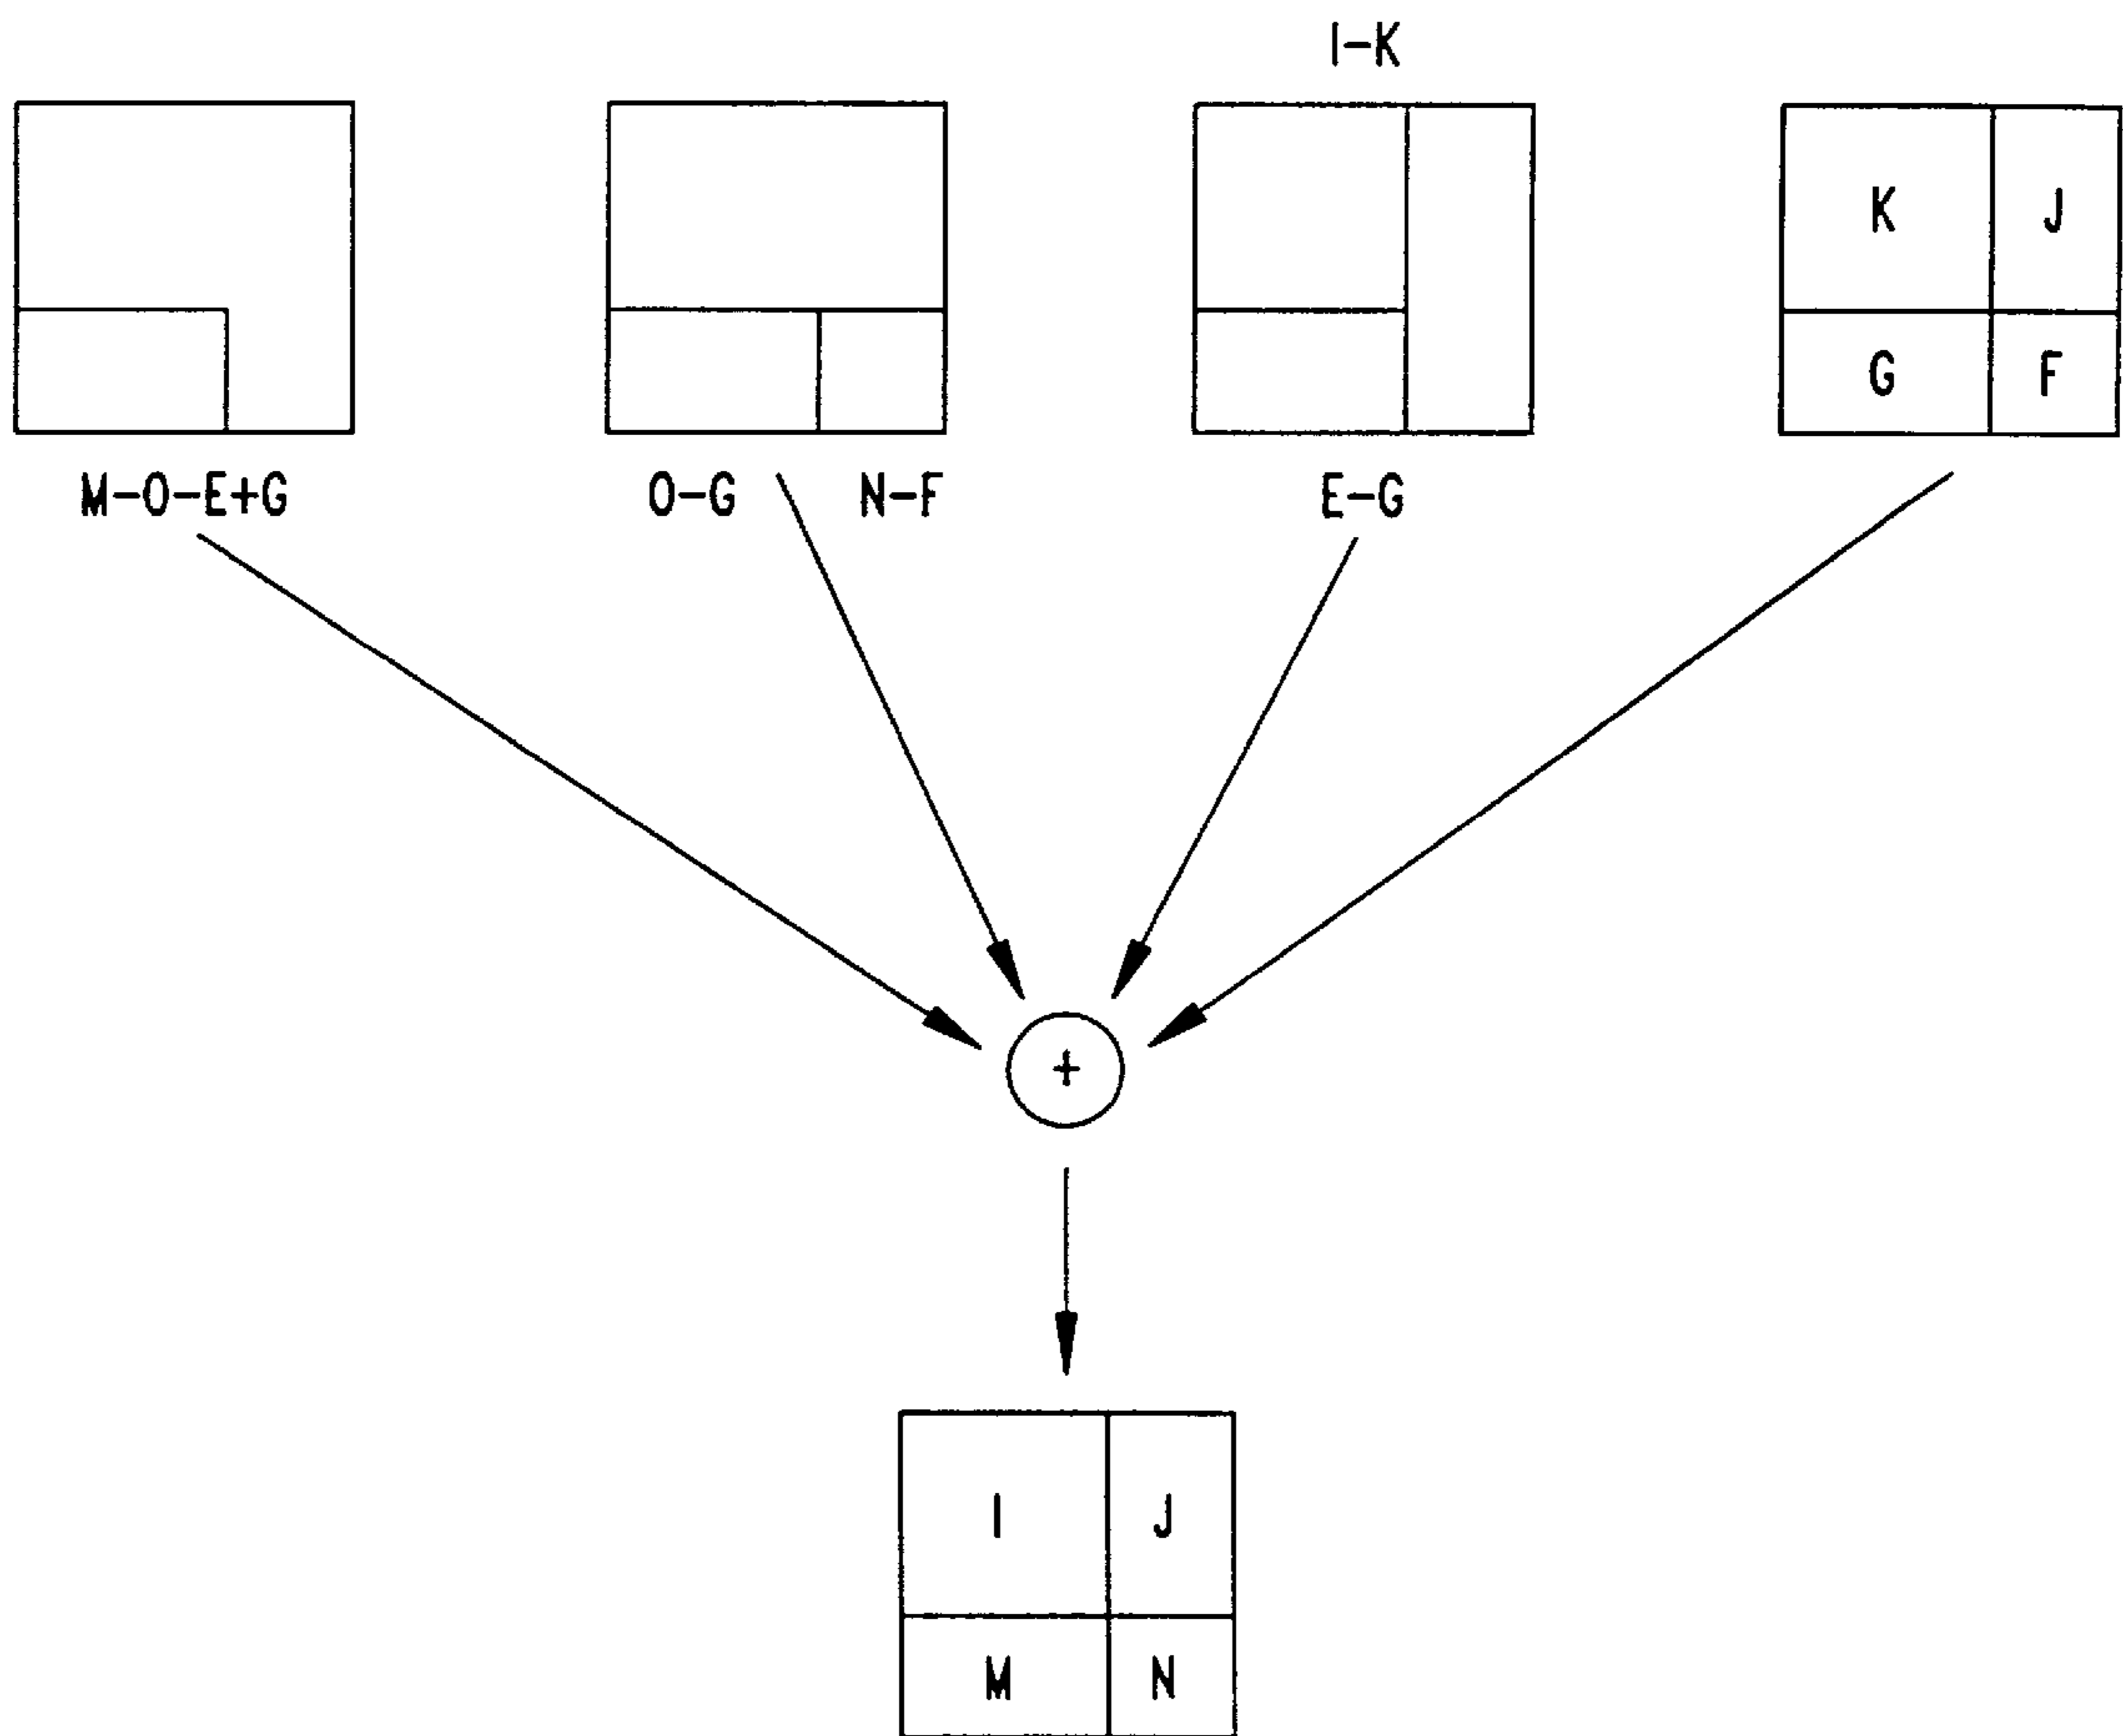 I-K
K J
G F
M-O-E+G O-G N-F E-G
+
I J
M N